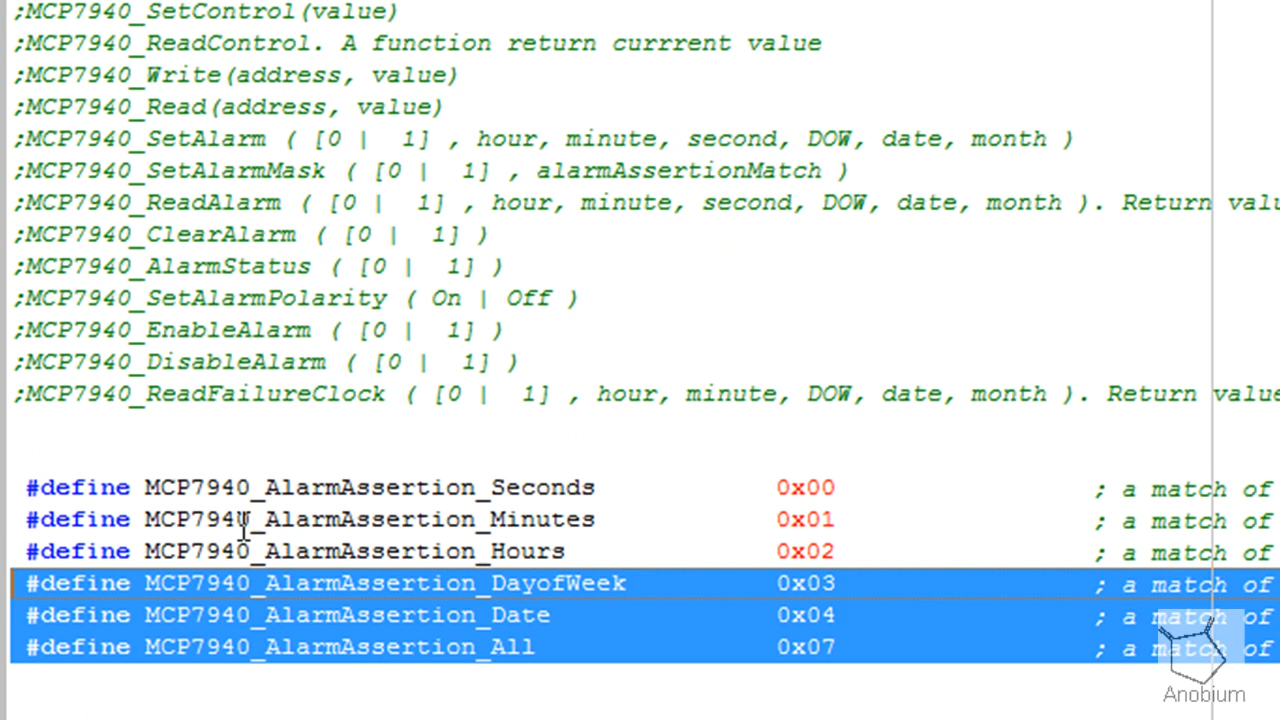 ;MCP7940_SetControl(value)
;MCP7940_ReadControl. A function return currrent value
;MCP7940_Write(address, value)
;MCP7940_Read(address, value)
;MCP7940_SetAlarm ( [0 | 1] , hour, minute, second, DOW, date, month )
;MCP7940_SetAlarmMask ( [0 | 1] , alarmAssertionMatch )
;MCP7940_ReadAlarm ( [0 | 1] , hour, minute, second, DOW, date, month ). Return valu
;MCP7940_ClearAlarm ( [0 | 1] )
;MCP7940_AlarmStatus ( [0 | 1] )
;MCP7940_SetAlarmPolarity ( On | Off )
;MCP7940_EnableAlarm ( [0 | 1] )
;MCP7940_DisableAlarm ( [0 | 1] )
;MCP7940_ReadFailureClock ( [0 | 1] , hour, minute, DOW, date, month ). Return value
#define MCP7940_AlarmAssertion_Seconds 0x00 ; a match of
#define MCP7940_AlarmAssertion_Minutes 0x01 ; a match of
#define MCP7940_AlarmAssertion_Hours 0x02 ; a match of
#define MCP7940_AlarmAssertion_DayofWeek 0x03 ; a match of
#define MCP7940_AlarmAssertion_Date 0x04 ; a match of
#define MCP7940_AlarmAssertion_All 0x07 ; a match of
Anobium